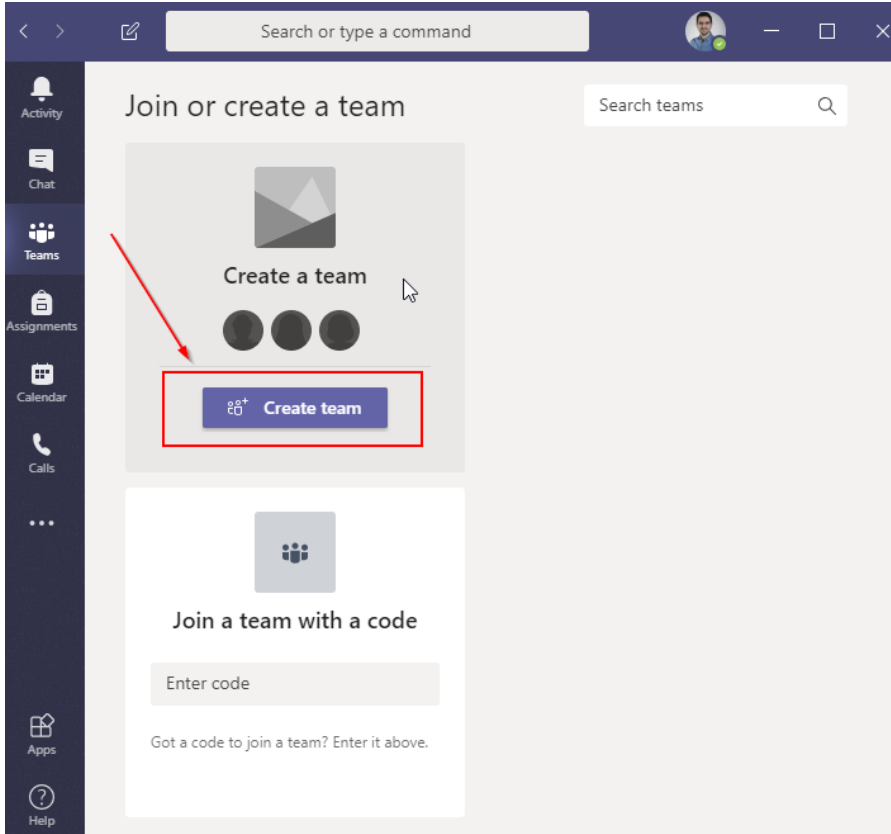 Search or type a command
Activity
Chat
Teams
Assignments
Calendar
Calls
Apps
Help
Join or create a team
Search teams
Create a team
Create team
Join a team with a code
Enter code
Got a code to join a team? Enter it above.